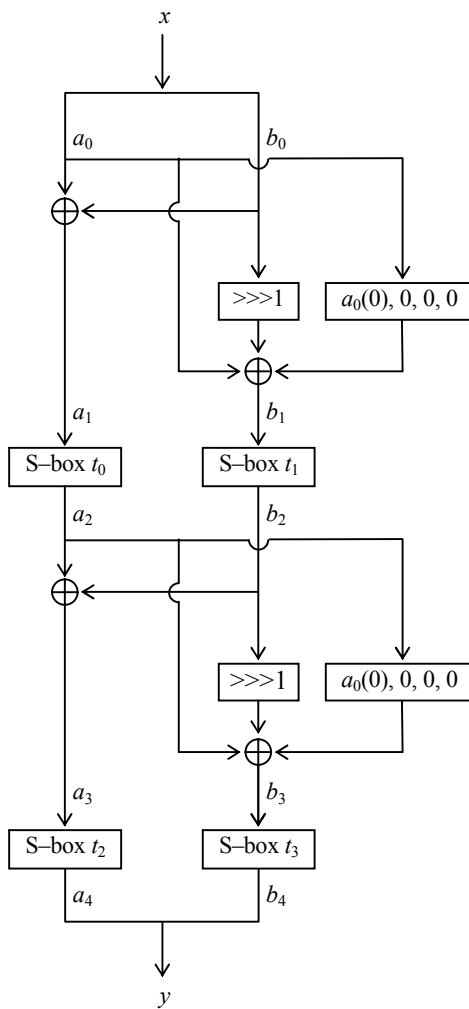 x
a₀ b₀
>>>1 a₀(0), 0, 0, 0
a₁ b₁
S–box t₀ S–box t₁
a₂ b₂
>>>1 a₀(0), 0, 0, 0
a₃ b₃
S–box t₂ S–box t₃
a₄ b₄
y